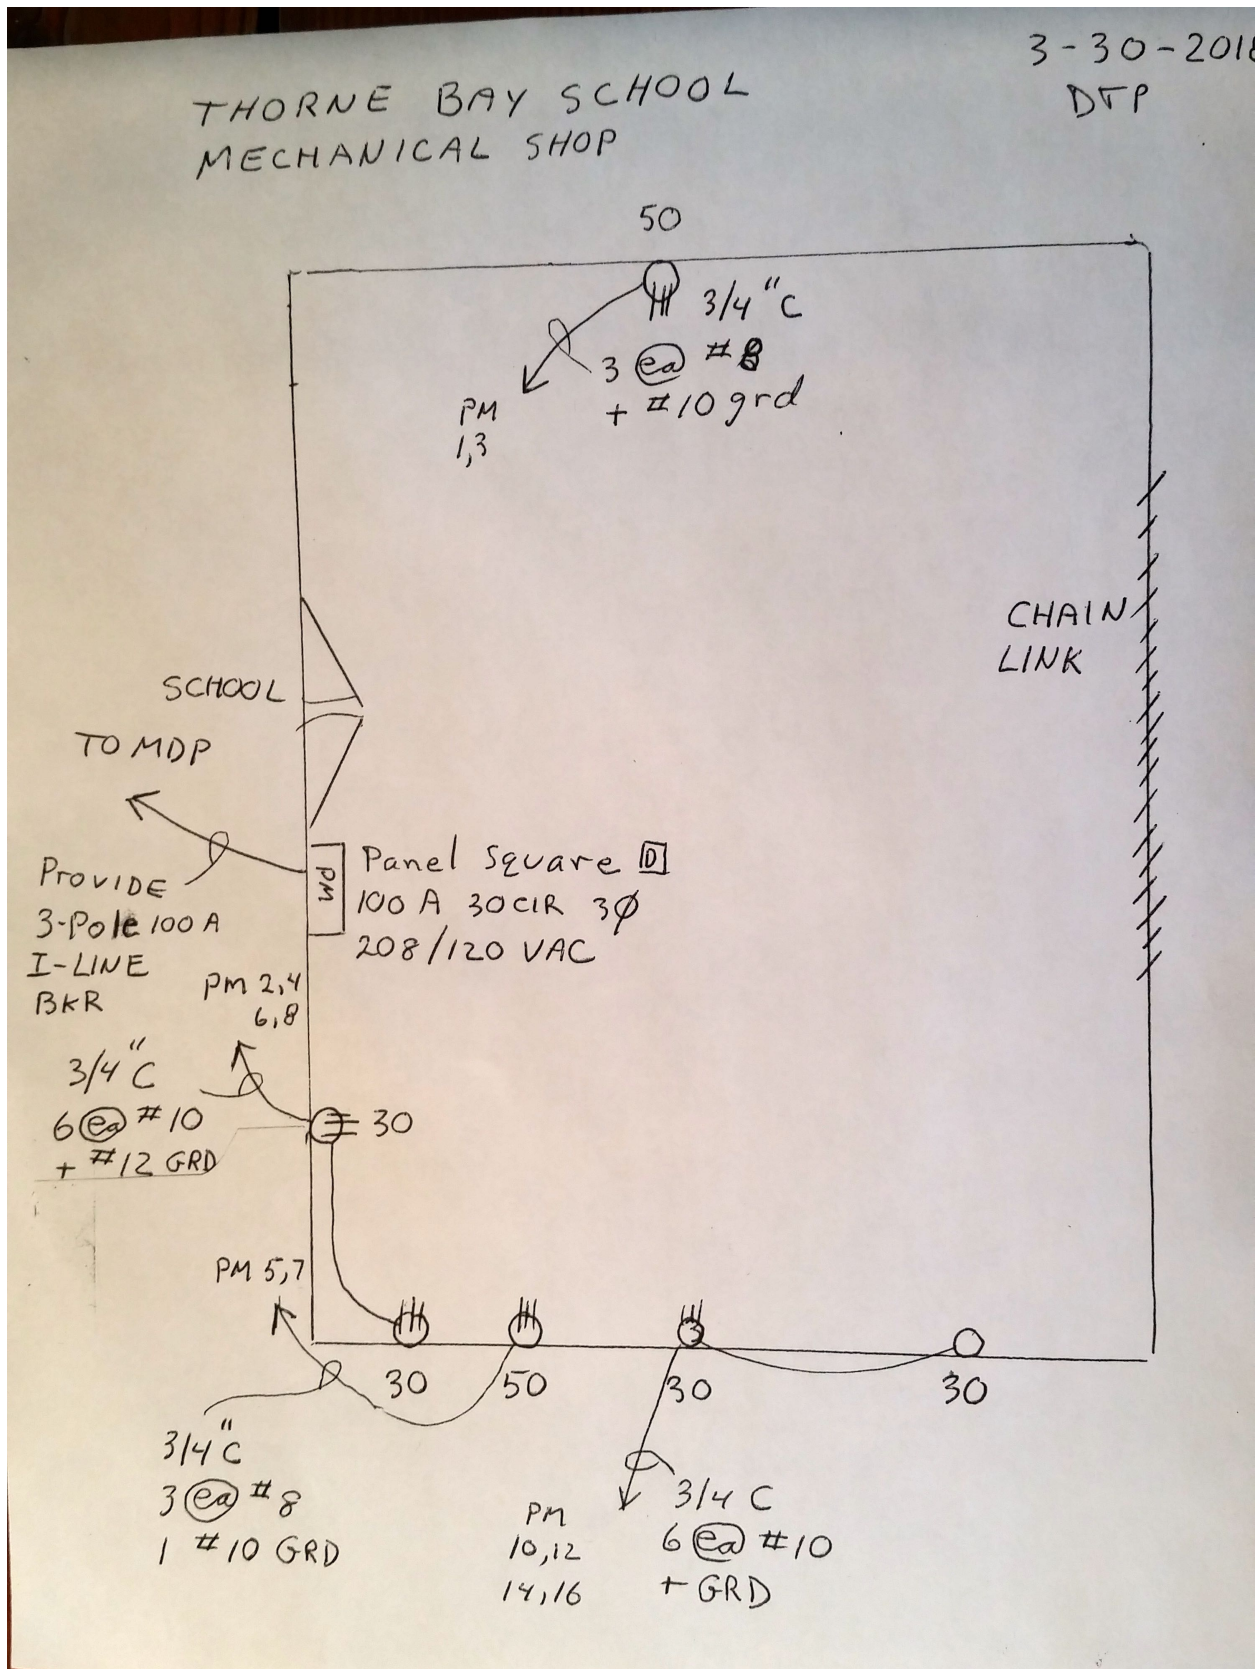 3-30-2018
DTP
THORNE BAY SCHOOL
MECHANICAL SHOP
50
3/4"C
3 ea #8
+ #10 grd
PM
1,3
CHAIN
LINK
SCHOOL
TO MDP
PROVIDE
3-Pole 100 A
I-LINE
BKR
PM
Panel Square D
100 A 30CIR 3Ø
208/120 VAC
PM 2,4
6,8
3/4"C
6 ea #10
+ #12 GRD
30
PM 5,7
30
50
30
30
3/4"C
3 ea #8
1 #10 GRD
PM
10,12
14,16
3/4 C
6 ea #10
+ GRD